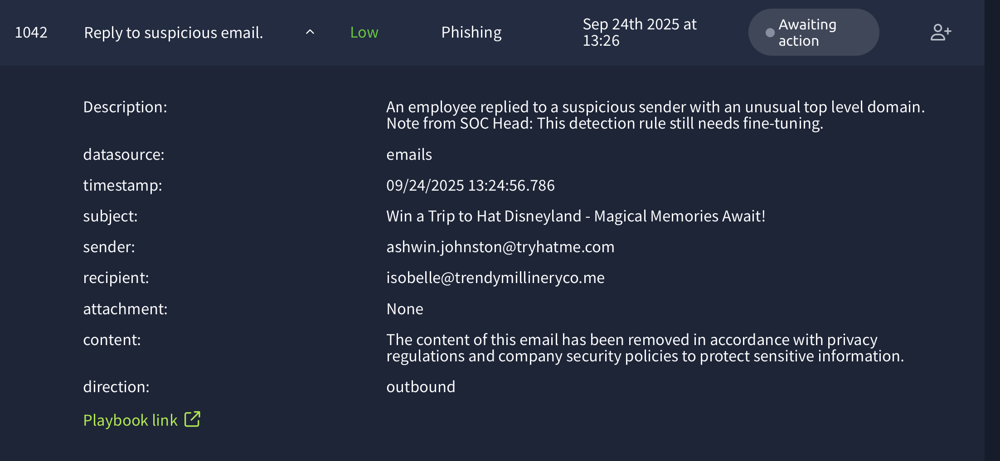 1042 Reply to suspicious email. Low Phishing Sep 24th 2025 at 13:26 Awaiting action
Description:
An employee replied to a suspicious sender with an unusual top level domain.
Note from SOC Head: This detection rule still needs fine-tuning.
datasource: emails
timestamp: 09/24/2025 13:24:56.786
subject: Win a Trip to Hat Disneyland - Magical Memories Await!
sender: ashwin.johnston@tryhatme.com
recipient: isobelle@trendymillineryco.me
attachment: None
content: The content of this email has been removed in accordance with privacy
regulations and company security policies to protect sensitive information.
direction: outbound
Playbook link